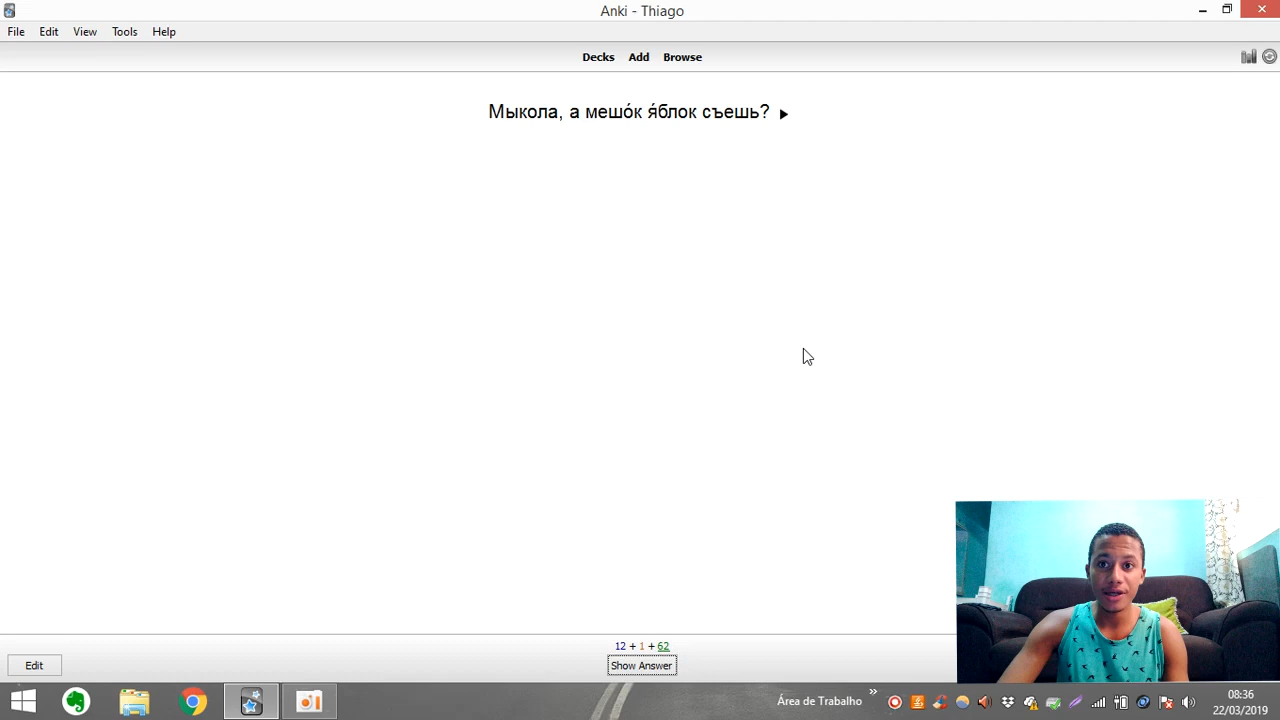 Anki - Thiago
File Edit View Tools Help
Decks Add Browse
Мыкола, а мешо́к я́блок съешь?
12 + 1 + 62
Edit
Show Answer
Área de Trabalho
»
08:36
22/03/2019